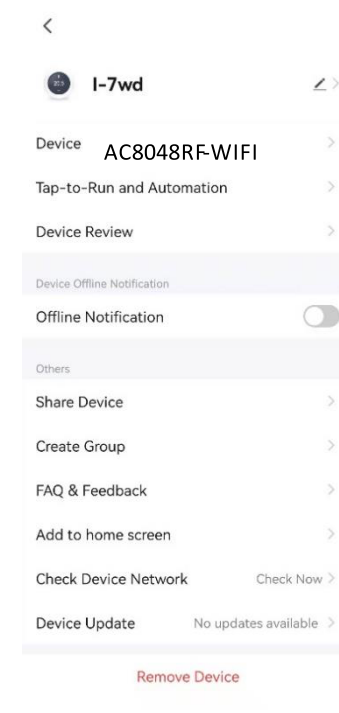 I-7wd
Device
AC8048RF-WIFI
Tap-to-Run and Automation
Device Review
Device Offline Notification
Offline Notification
Others
Share Device
Create Group
FAQ & Feedback
Add to home screen
Check Device Network Check Now
Device Update No updates available
Remove Device